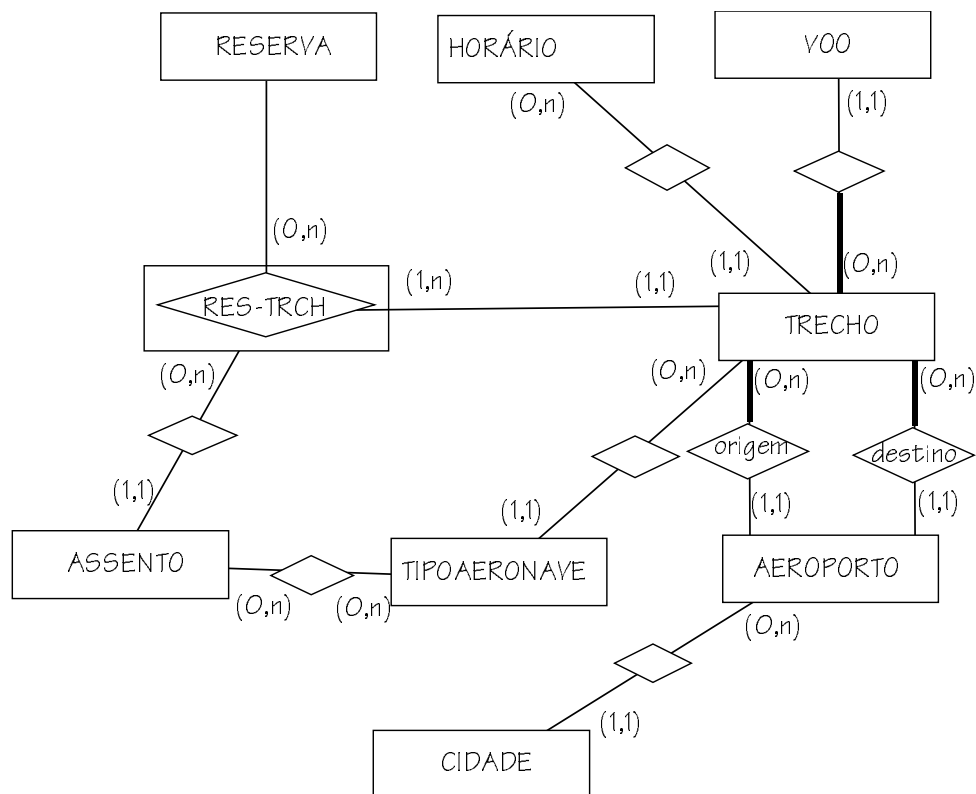 RESERVA
HORÁRIO
VOO
(0,n)
(1,1)
(0,n)
(1,1)
(0,n)
(1,n)
(1,1)
RES-TRCH
TRECHO
(0,n)
(0,n)
(0,n)
(0,n)
origem
destino
(1,1)
(1,1)
(1,1)
(1,1)
ASSENTO
TIPOAERONAVE
AEROPORTO
(0,n)
(0,n)
(0,n)
(1,1)
CIDADE